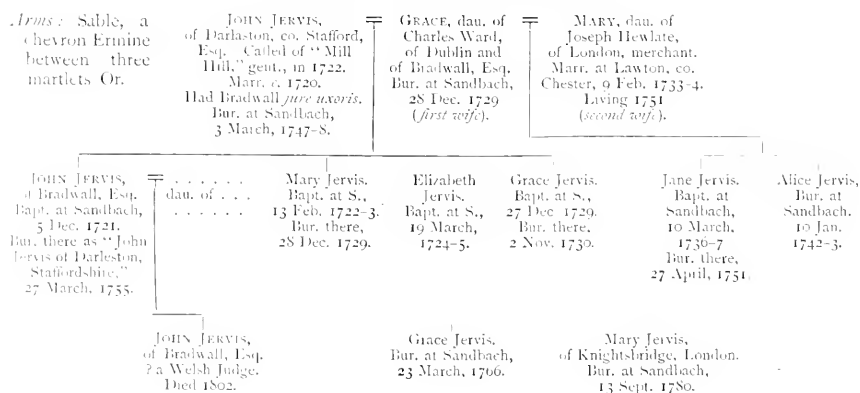 Arms: Sable, a
chevron Ermine
between three
martlets Or.
JOHN JERVIS,
of Darlaston, co. Stafford,
Esq. Called of "Mill
Hill," gent., in 1722.
Marr. c. 1720.
Had Bradwall jure uxoris.
Bur. at Sandbach,
3 March, 1747-8.
GRACE, dau. of
Charles Ward,
of Dublin and
of Bradwall, Esq.
Bur. at Sandbach,
28 Dec. 1729
(first wife).
MARY, dau. of
Joseph Hewlate,
of London, merchant.
Marr. at Lawton, co.
Chester, 9 Feb. 1733-4.
Living 1751
(second wife).
JOHN JERVIS,
of Bradwall, Esq.
Bapt. at Sandbach,
5 Dec. 1721.
Bur. there as "John
Jervis of Darleston,
Staffordshire,"
27 March, 1755.
. . . . . .
dau. of . . .
. . . . . .
Mary Jervis.
Bapt. at S.,
13 Feb. 1722-3.
Bur. there,
28 Dec. 1729.
Elizabeth
Jervis.
Bapt. at S.,
19 March,
1724-5.
Grace Jervis.
Bapt. at S.,
27 Dec. 1729.
Bur. there.
2 Nov. 1730.
Jane Jervis.
Bapt. at
Sandbach,
10 March,
1736-7
Bur. there,
27 April, 1751.
Alice Jervis,
Bur. at
Sandbach.
10 Jan.
1742-3.
JOHN JERVIS,
of Bradwall, Esq.
? a Welsh Judge.
Died 1802.
Grace Jervis.
Bur. at Sandbach,
23 March, 1766.
Mary Jervis,
of Knightsbridge, London.
Bur. at Sandbach,
13 Sept. 1780.